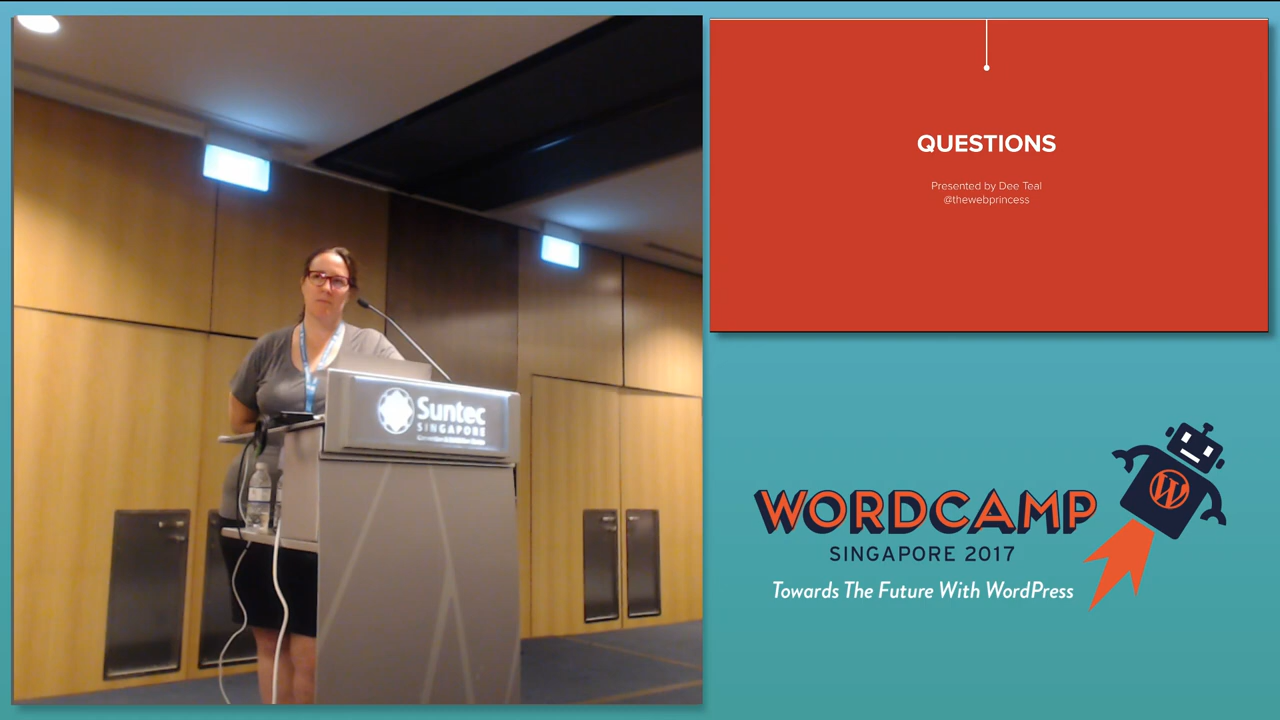 Suntec
SINGAPORE
QUESTIONS
Presented by Dee Teal
@thewebprincess
WORDCAMP
SINGAPORE 2017
Towards The Future With WordPress